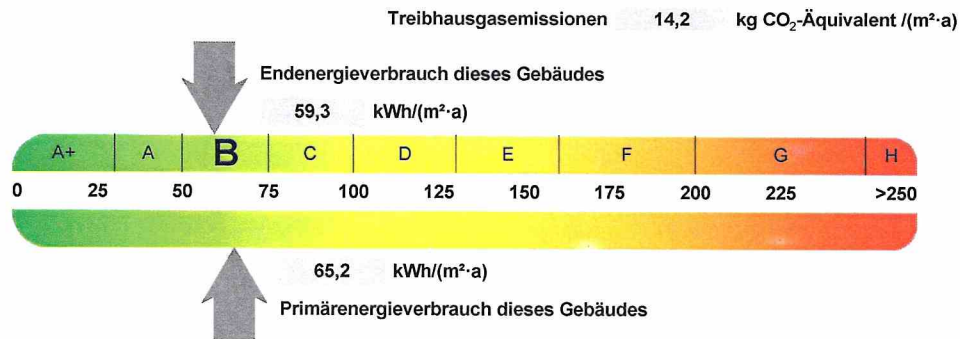 Treibhausgasemissionen 14,2 kg CO₂-Äquivalent /(m²·a)
Endenergieverbrauch dieses Gebäudes
59,3 kWh/(m²·a)
A+ A B C D E F G H
0 25 50 75 100 125 150 175 200 225 >250
65,2 kWh/(m²·a)
Primärenergieverbrauch dieses Gebäudes